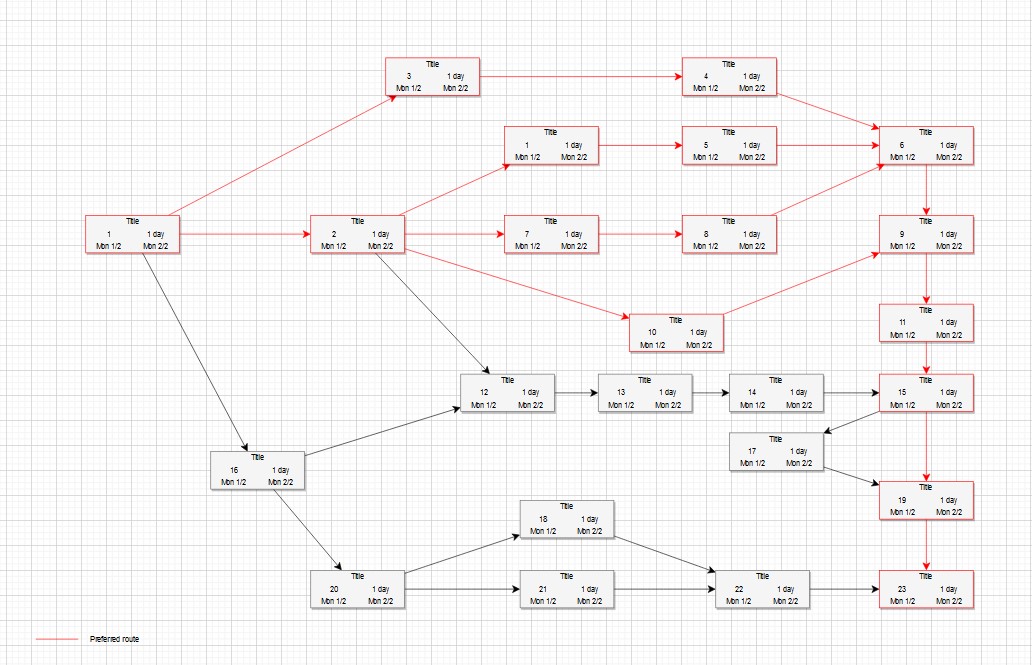 Title
3 1 day
Mon 1/2 Mon 2/2
Title
4 1 day
Mon 1/2 Mon 2/2
Title
1 1 day
Mon 1/2 Mon 2/2
Title
5 1 day
Mon 1/2 Mon 2/2
Title
6 1 day
Mon 1/2 Mon 2/2
Title
1 1 day
Mon 1/2 Mon 2/2
Title
2 1 day
Mon 1/2 Mon 2/2
Title
7 1 day
Mon 1/2 Mon 2/2
Title
8 1 day
Mon 1/2 Mon 2/2
Title
9 1 day
Mon 1/2 Mon 2/2
Title
10 1 day
Mon 1/2 Mon 2/2
Title
11 1 day
Mon 1/2 Mon 2/2
Title
12 1 day
Mon 1/2 Mon 2/2
Title
13 1 day
Mon 1/2 Mon 2/2
Title
14 1 day
Mon 1/2 Mon 2/2
Title
15 1 day
Mon 1/2 Mon 2/2
Title
17 1 day
Mon 1/2 Mon 2/2
Title
16 1 day
Mon 1/2 Mon 2/2
Title
19 1 day
Mon 1/2 Mon 2/2
Title
18 1 day
Mon 1/2 Mon 2/2
Title
20 1 day
Mon 1/2 Mon 2/2
Title
21 1 day
Mon 1/2 Mon 2/2
Title
22 1 day
Mon 1/2 Mon 2/2
Title
23 1 day
Mon 1/2 Mon 2/2
Preferred route